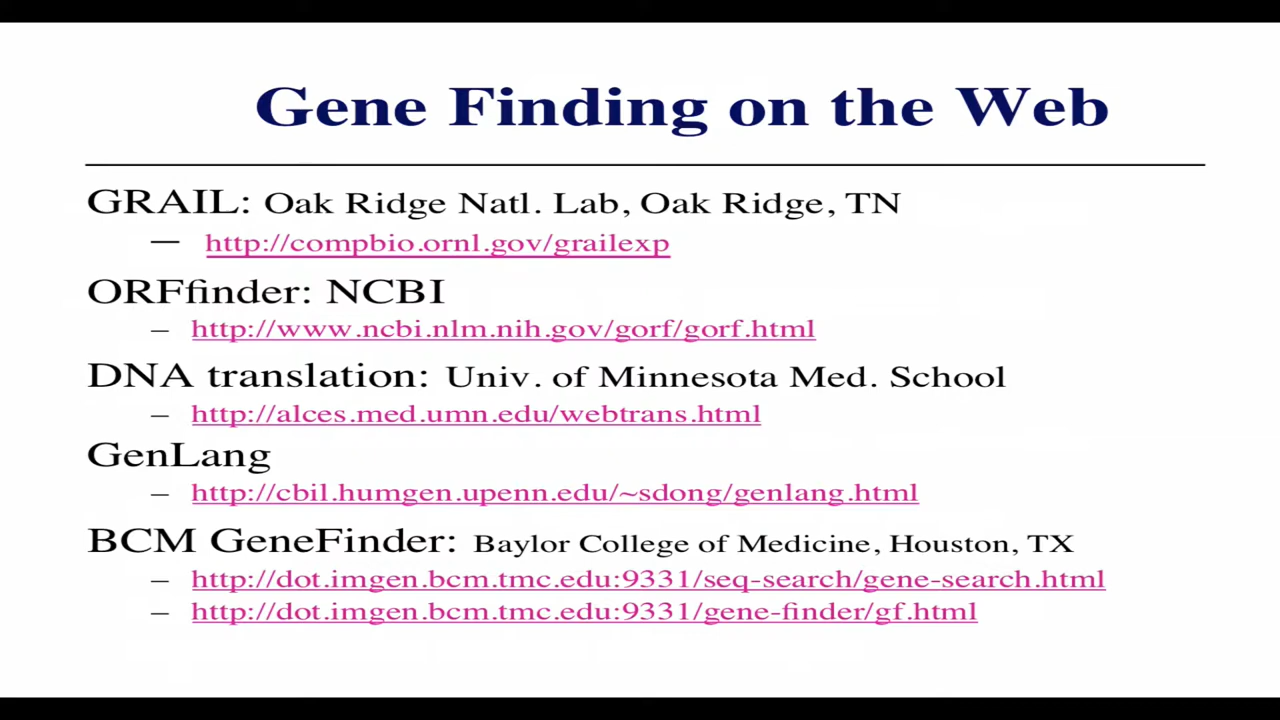 Gene Finding on the Web
GRAIL: Oak Ridge Natl. Lab, Oak Ridge, TN
— http://compbio.ornl.gov/grailexp
ORFfinder: NCBI
– http://www.ncbi.nlm.nih.gov/gorf/gorf.html
DNA translation: Univ. of Minnesota Med. School
– http://alces.med.umn.edu/webtrans.html
GenLang
– http://cbil.humgen.upenn.edu/~sdong/genlang.html
BCM GeneFinder: Baylor College of Medicine, Houston, TX
– http://dot.imgen.bcm.tmc.edu:9331/seq-search/gene-search.html
– http://dot.imgen.bcm.tmc.edu:9331/gene-finder/gf.html